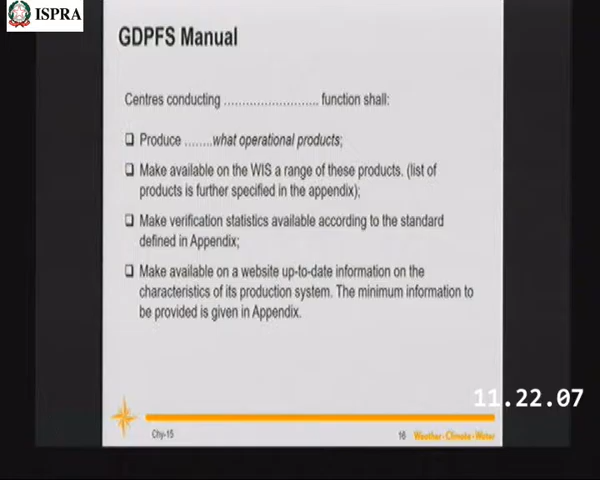 ISPRA
GDPFS Manual
Centres conducting ........................... function shall:
❑ Produce ........what operational products;
❑ Make available on the WIS a range of these products. (list of
products is further specified in the appendix);
❑ Make verification statistics available according to the standard
defined in Appendix;
❑ Make available on a website up-to-date information on the
characteristics of its production system. The minimum information to
be provided is given in Appendix.
11.22.07
Chy-15
16 Weather · Climate · Water